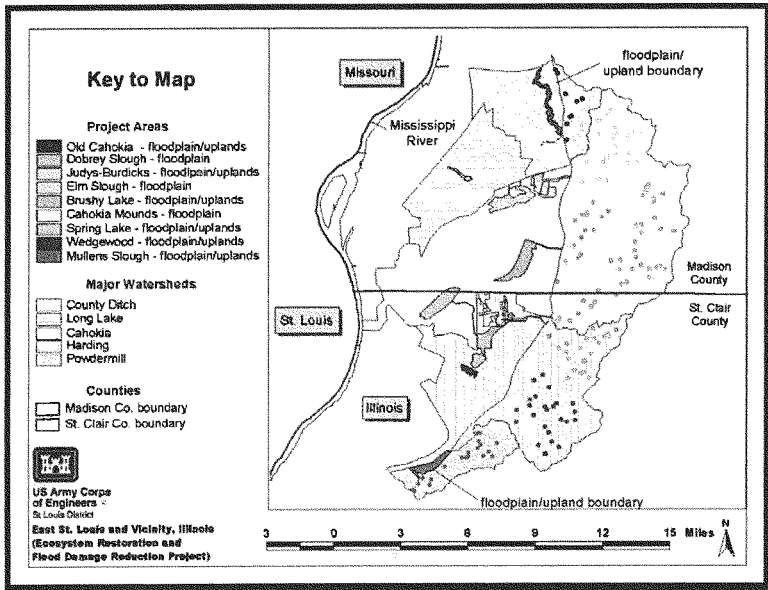 Key to Map
Project Areas
Old Cahokia - floodplain/uplands
Dobrey Slough - floodplain
Judys-Burdicks - floodlpain/uplands
Elm Slough - floodplain
Brushy Lake - floodplain/uplands
Cahokia Mounds - floodplain
Spring Lake - floodplain/uplands
Wedgewood - floodplain/uplands
Mullens Slough - floodplain/uplands
Major Watersheds
County Ditch
Long Lake
Cahokia
Harding
Powdermill
Counties
Madison Co. boundary
St. Clair Co. boundary
US Army Corps
of Engineers
St Louis District
East St. Louis and Vicinity, Illinois
(Ecosystem Restoration and
Flood Damage Reduction Project)
Missouri
Mississippi
River
floodplain/
upland boundary
Madison
County
St. Clair
County
St. Louis
Illinois
floodplain/upland boundary
3 0 3 6 9 12 15 Miles
N